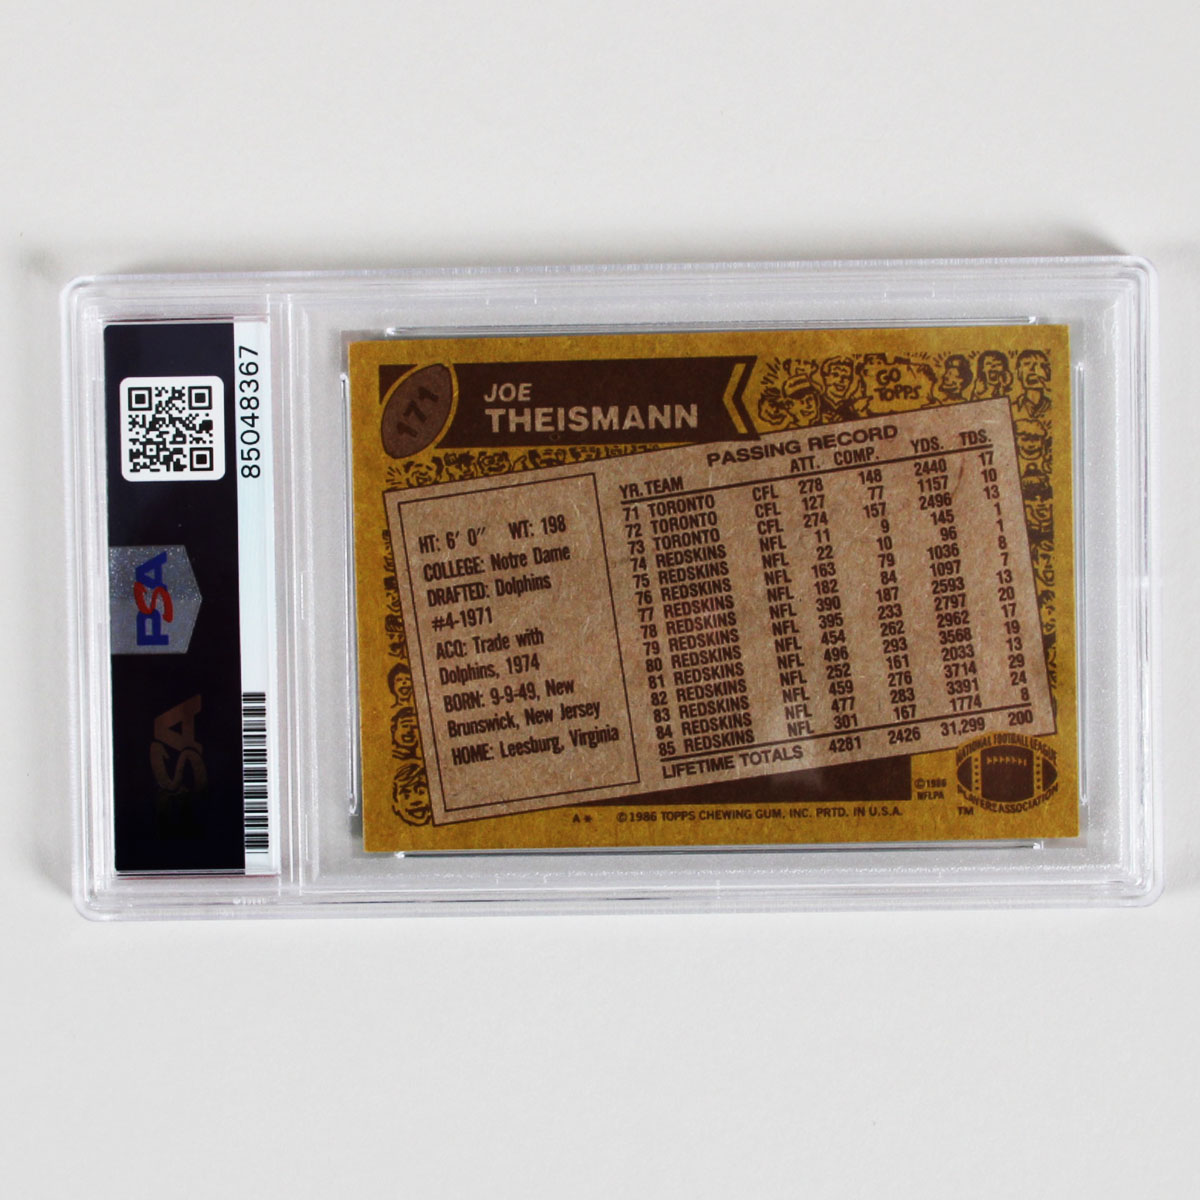 85048367
PSA
PSA
171
JOE
THEISMANN
GO
TOPPS
HT: 6' 0" WT: 198
COLLEGE: Notre Dame
DRAFTED: Dolphins
#4-1971
ACQ: Trade with
Dolphins, 1974
BORN: 9-9-49, New
Brunswick, New Jersey
HOME: Leesburg, Virginia
PASSING RECORD
YR. TEAM ATT. COMP. YDS. TDS.
71 TORONTO CFL 278 148 2440 17
72 TORONTO CFL 127 77 1157 10
73 TORONTO CFL 274 157 2496 13
74 REDSKINS NFL 11 9 145 1
75 REDSKINS NFL 22 10 96 1
76 REDSKINS NFL 163 79 1036 8
77 REDSKINS NFL 182 84 1097 7
78 REDSKINS NFL 390 187 2593 13
79 REDSKINS NFL 395 233 2797 20
80 REDSKINS NFL 454 262 2962 17
81 REDSKINS NFL 496 293 3568 19
82 REDSKINS NFL 252 161 2033 13
83 REDSKINS NFL 459 276 3714 29
84 REDSKINS NFL 477 283 3391 24
85 REDSKINS NFL 301 167 1774 8
LIFETIME TOTALS 4281 2426 31,299 200
© 1986
NFLPA
NATIONAL FOOTBALL LEAGUE
PLAYERS ASSOCIATION
TM
A* © 1986 TOPPS CHEWING GUM, INC. PRTD. IN U.S.A.